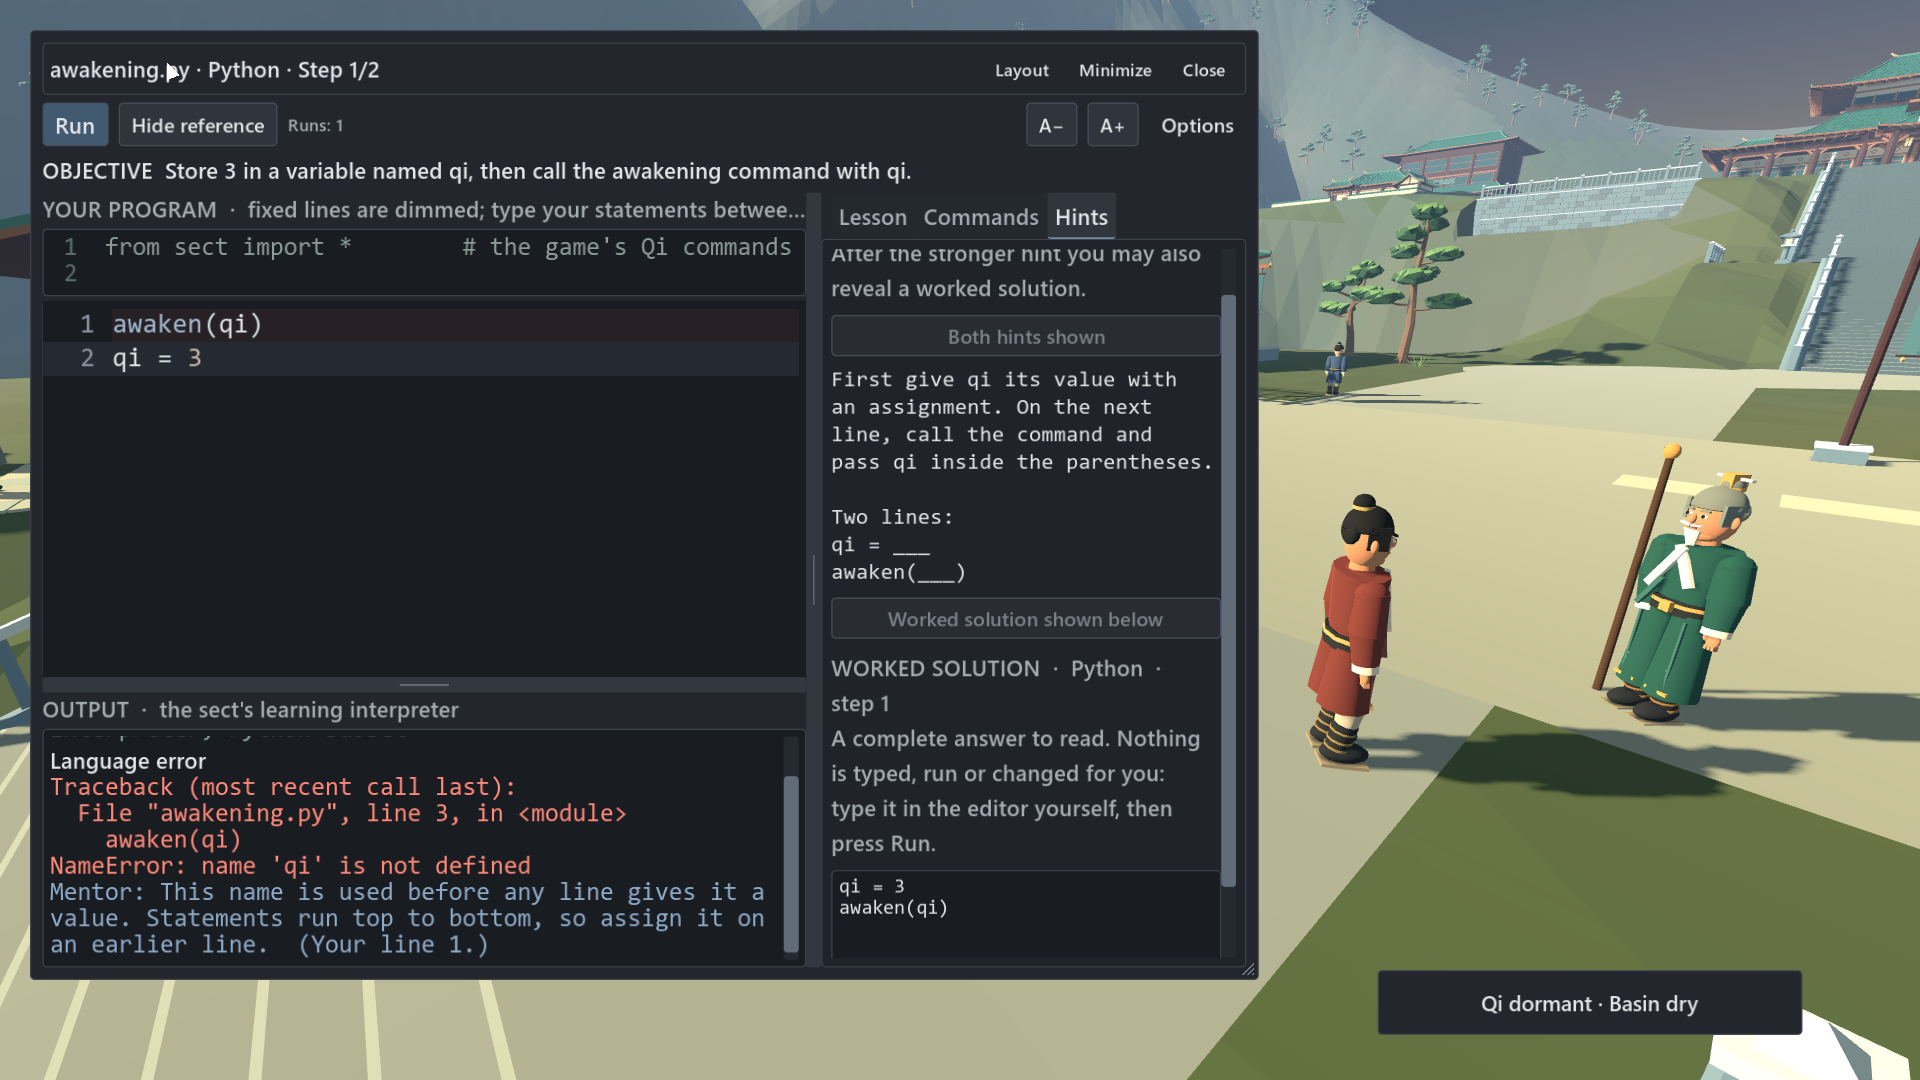 awakening.py · Python · Step 1/2
Layout Minimize Close
Run Hide reference Runs: 1
A− A+ Options
OBJECTIVE Store 3 in a variable named qi, then call the awakening command with qi.
YOUR PROGRAM · fixed lines are dimmed; type your statements betwee...
1 from sect import * # the game's Qi commands
2
1 awaken(qi)
2 qi = 3
OUTPUT · the sect's learning interpreter
Language error
Traceback (most recent call last):
File "awakening.py", line 3, in <module>
awaken(qi)
NameError: name 'qi' is not defined
Mentor: This name is used before any line gives it a
value. Statements run top to bottom, so assign it on
an earlier line. (Your line 1.)
Lesson Commands Hints
After the stronger hint you may also
reveal a worked solution.
Both hints shown
First give qi its value with
an assignment. On the next
line, call the command and
pass qi inside the parentheses.
Two lines:
qi = ___
awaken(___)
Worked solution shown below
WORKED SOLUTION · Python ·
step 1
A complete answer to read. Nothing
is typed, run or changed for you:
type it in the editor yourself, then
press Run.
qi = 3
awaken(qi)
Qi dormant · Basin dry